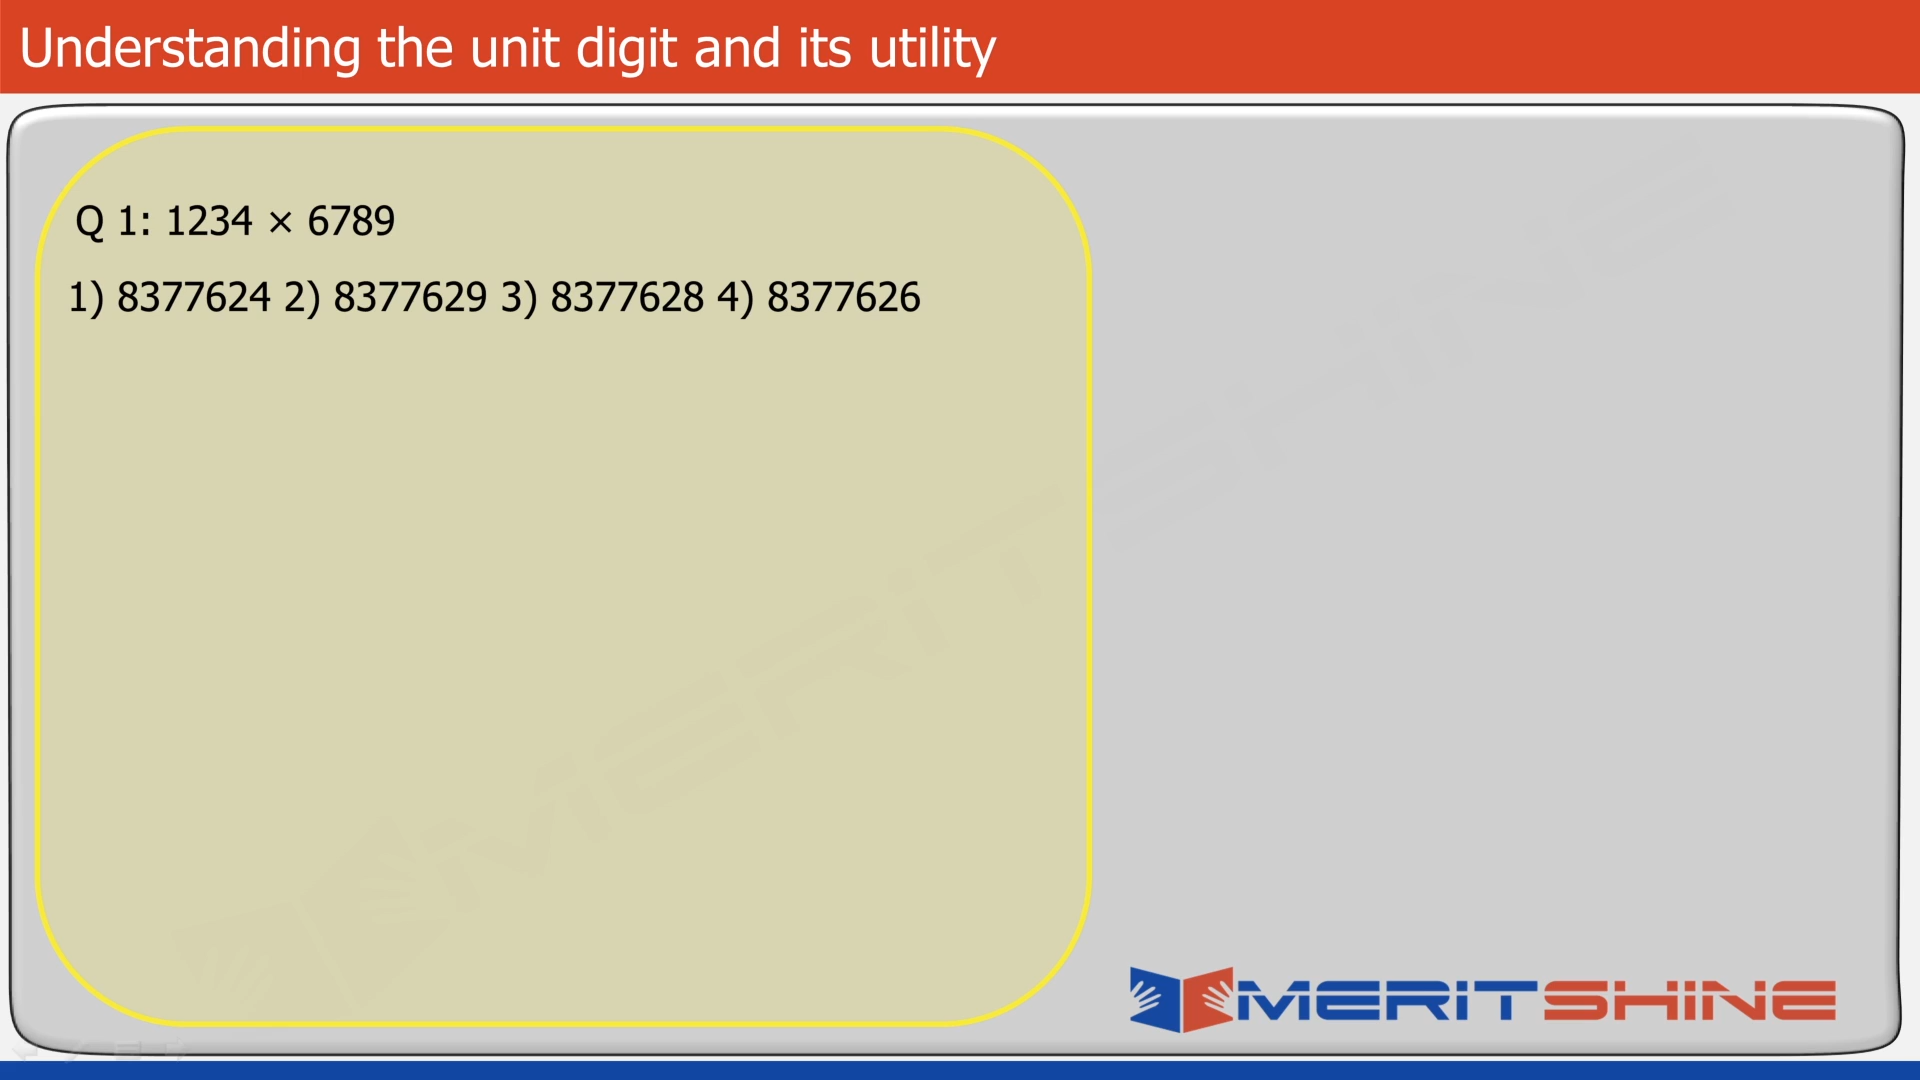 Understanding the unit digit and its utility
Q 1: 1234 × 6789
1) 8377624 2) 8377629 3) 8377628 4) 8377626
MERITSHINE
MERITSHINE